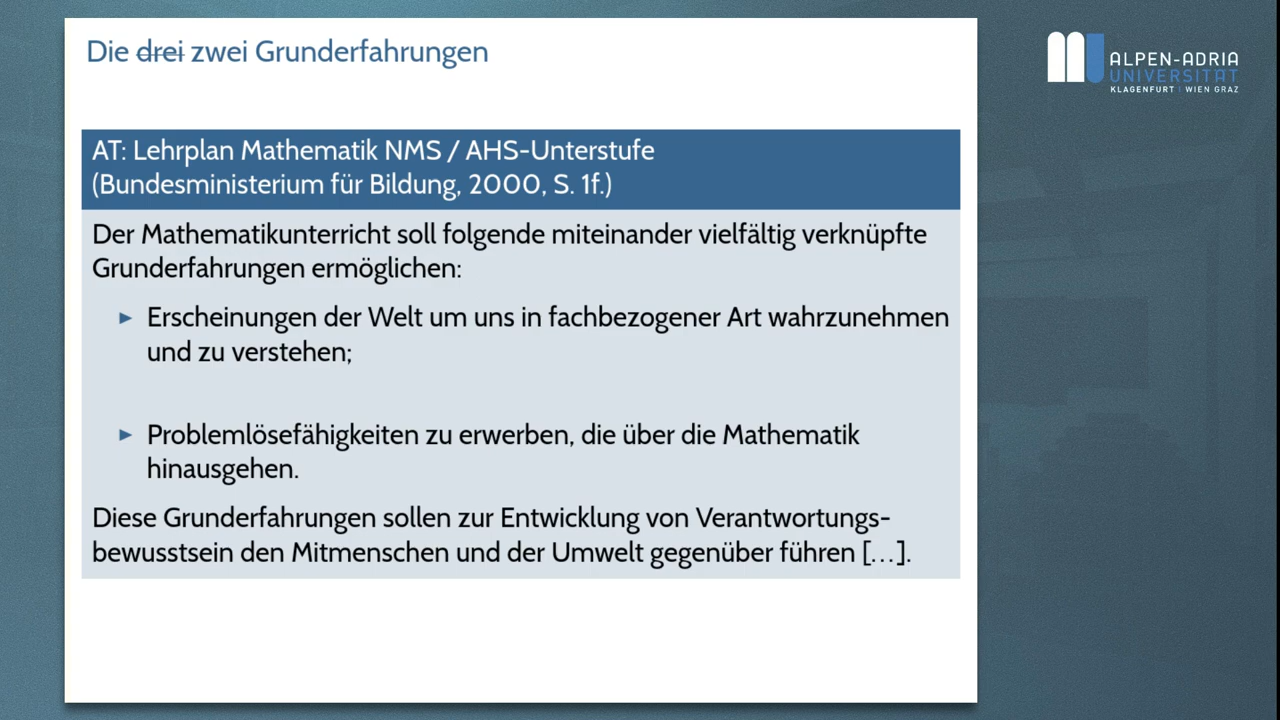 Die drei zwei Grunderfahrungen
ALPEN-ADRIA
UNIVERSITÄT
KLAGENFURT | WIEN GRAZ
AT: Lehrplan Mathematik NMS / AHS-Unterstufe
(Bundesministerium für Bildung, 2000, S. 1f.)
Der Mathematikunterricht soll folgende miteinander vielfältig verknüpfte
Grunderfahrungen ermöglichen:
▶ Erscheinungen der Welt um uns in fachbezogener Art wahrzunehmen
und zu verstehen;
▶ Problemlösefähigkeiten zu erwerben, die über die Mathematik
hinausgehen.
Diese Grunderfahrungen sollen zur Entwicklung von Verantwortungs-
bewusstsein den Mitmenschen und der Umwelt gegenüber führen [...].